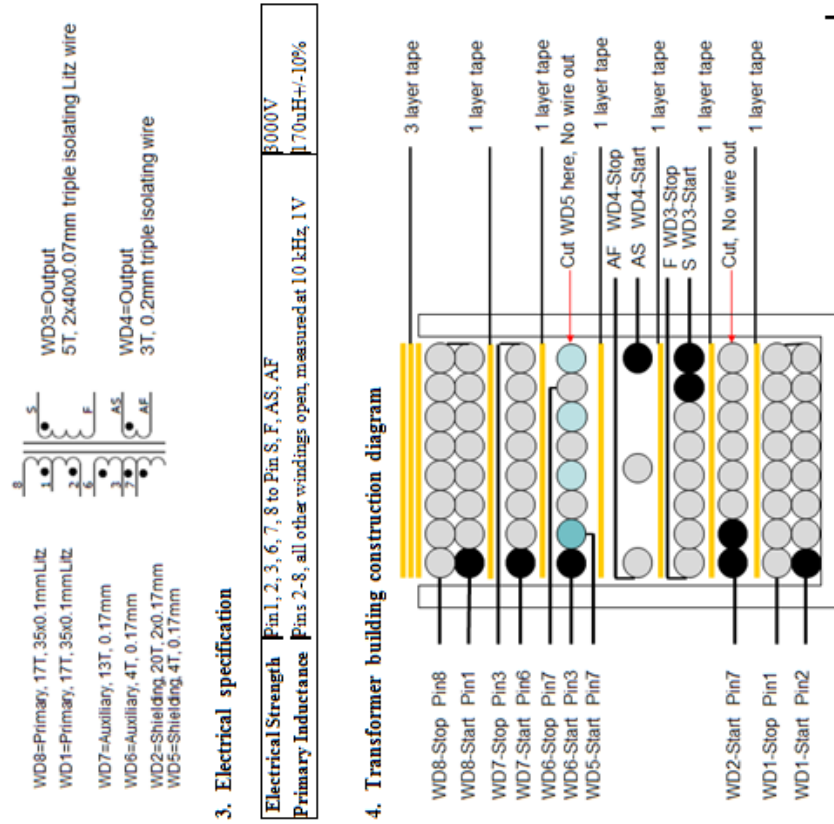 8
1
2
6
3
7
S
F
AS
AF
WD8=Primary, 17T, 35x0.1mmLitz
WD1=Primary, 17T, 35x0.1mmLitz
WD7=Auxiliary, 13T, 0.17mm
WD6=Auxiliary, 4T, 0.17mm
WD2=Shielding, 20T, 2x0.17mm
WD5=Shielding, 4T, 0.17mm
WD3=Output
5T, 2x40x0.07mm triple isolating Litz wire
WD4=Output
3T, 0.2mm triple isolating wire
3. Electrical specification
Electrical Strength Pin1, 2, 3, 6, 7, 8 to Pin S, F, AS, AF 3000V
Primary Inductance Pins 2-8, all other windings open, measured at 10 kHz, 1V 170uH+/-10%
4. Transformer building construction diagram
WD8-Stop Pin8
WD8-Start Pin1
WD7-Stop Pin3
WD7-Start Pin6
WD6-Stop Pin7
WD6-Start Pin3
WD5-Start Pin7
WD2-Start Pin7
WD1-Stop Pin1
WD1-Start Pin2
3 layer tape
1 layer tape
1 layer tape
Cut WD5 here, No wire out
1 layer tape
AF WD4-Stop
AS WD4-Start
1 layer tape
F WD3-Stop
S WD3-Start
1 layer tape
Cut, No wire out
1 layer tape